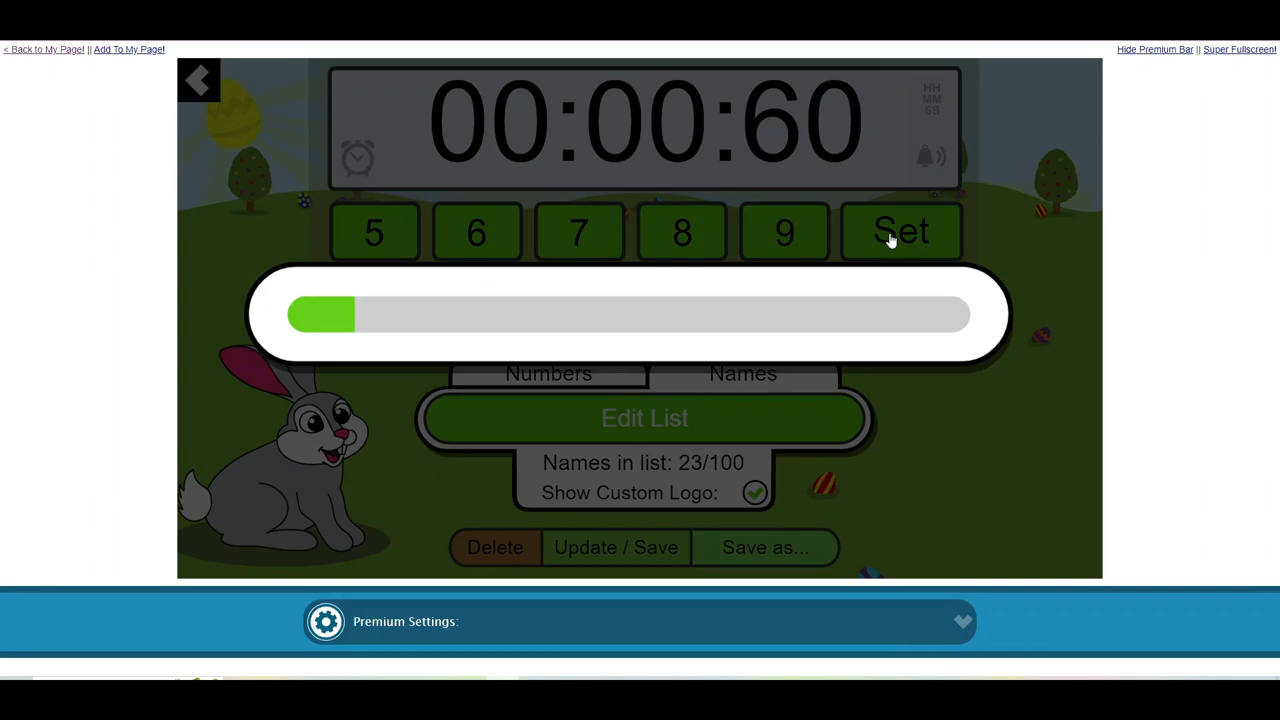 < Back to My Page! || Add To My Page!
Hide Premium Bar || Super Fullscreen!
00:00:60
HH
MM
SS
5 6 7 8 9 Set
Numbers Names
Edit List
Names in list: 23/100
Show Custom Logo:
Delete Update / Save Save as...
Premium Settings: